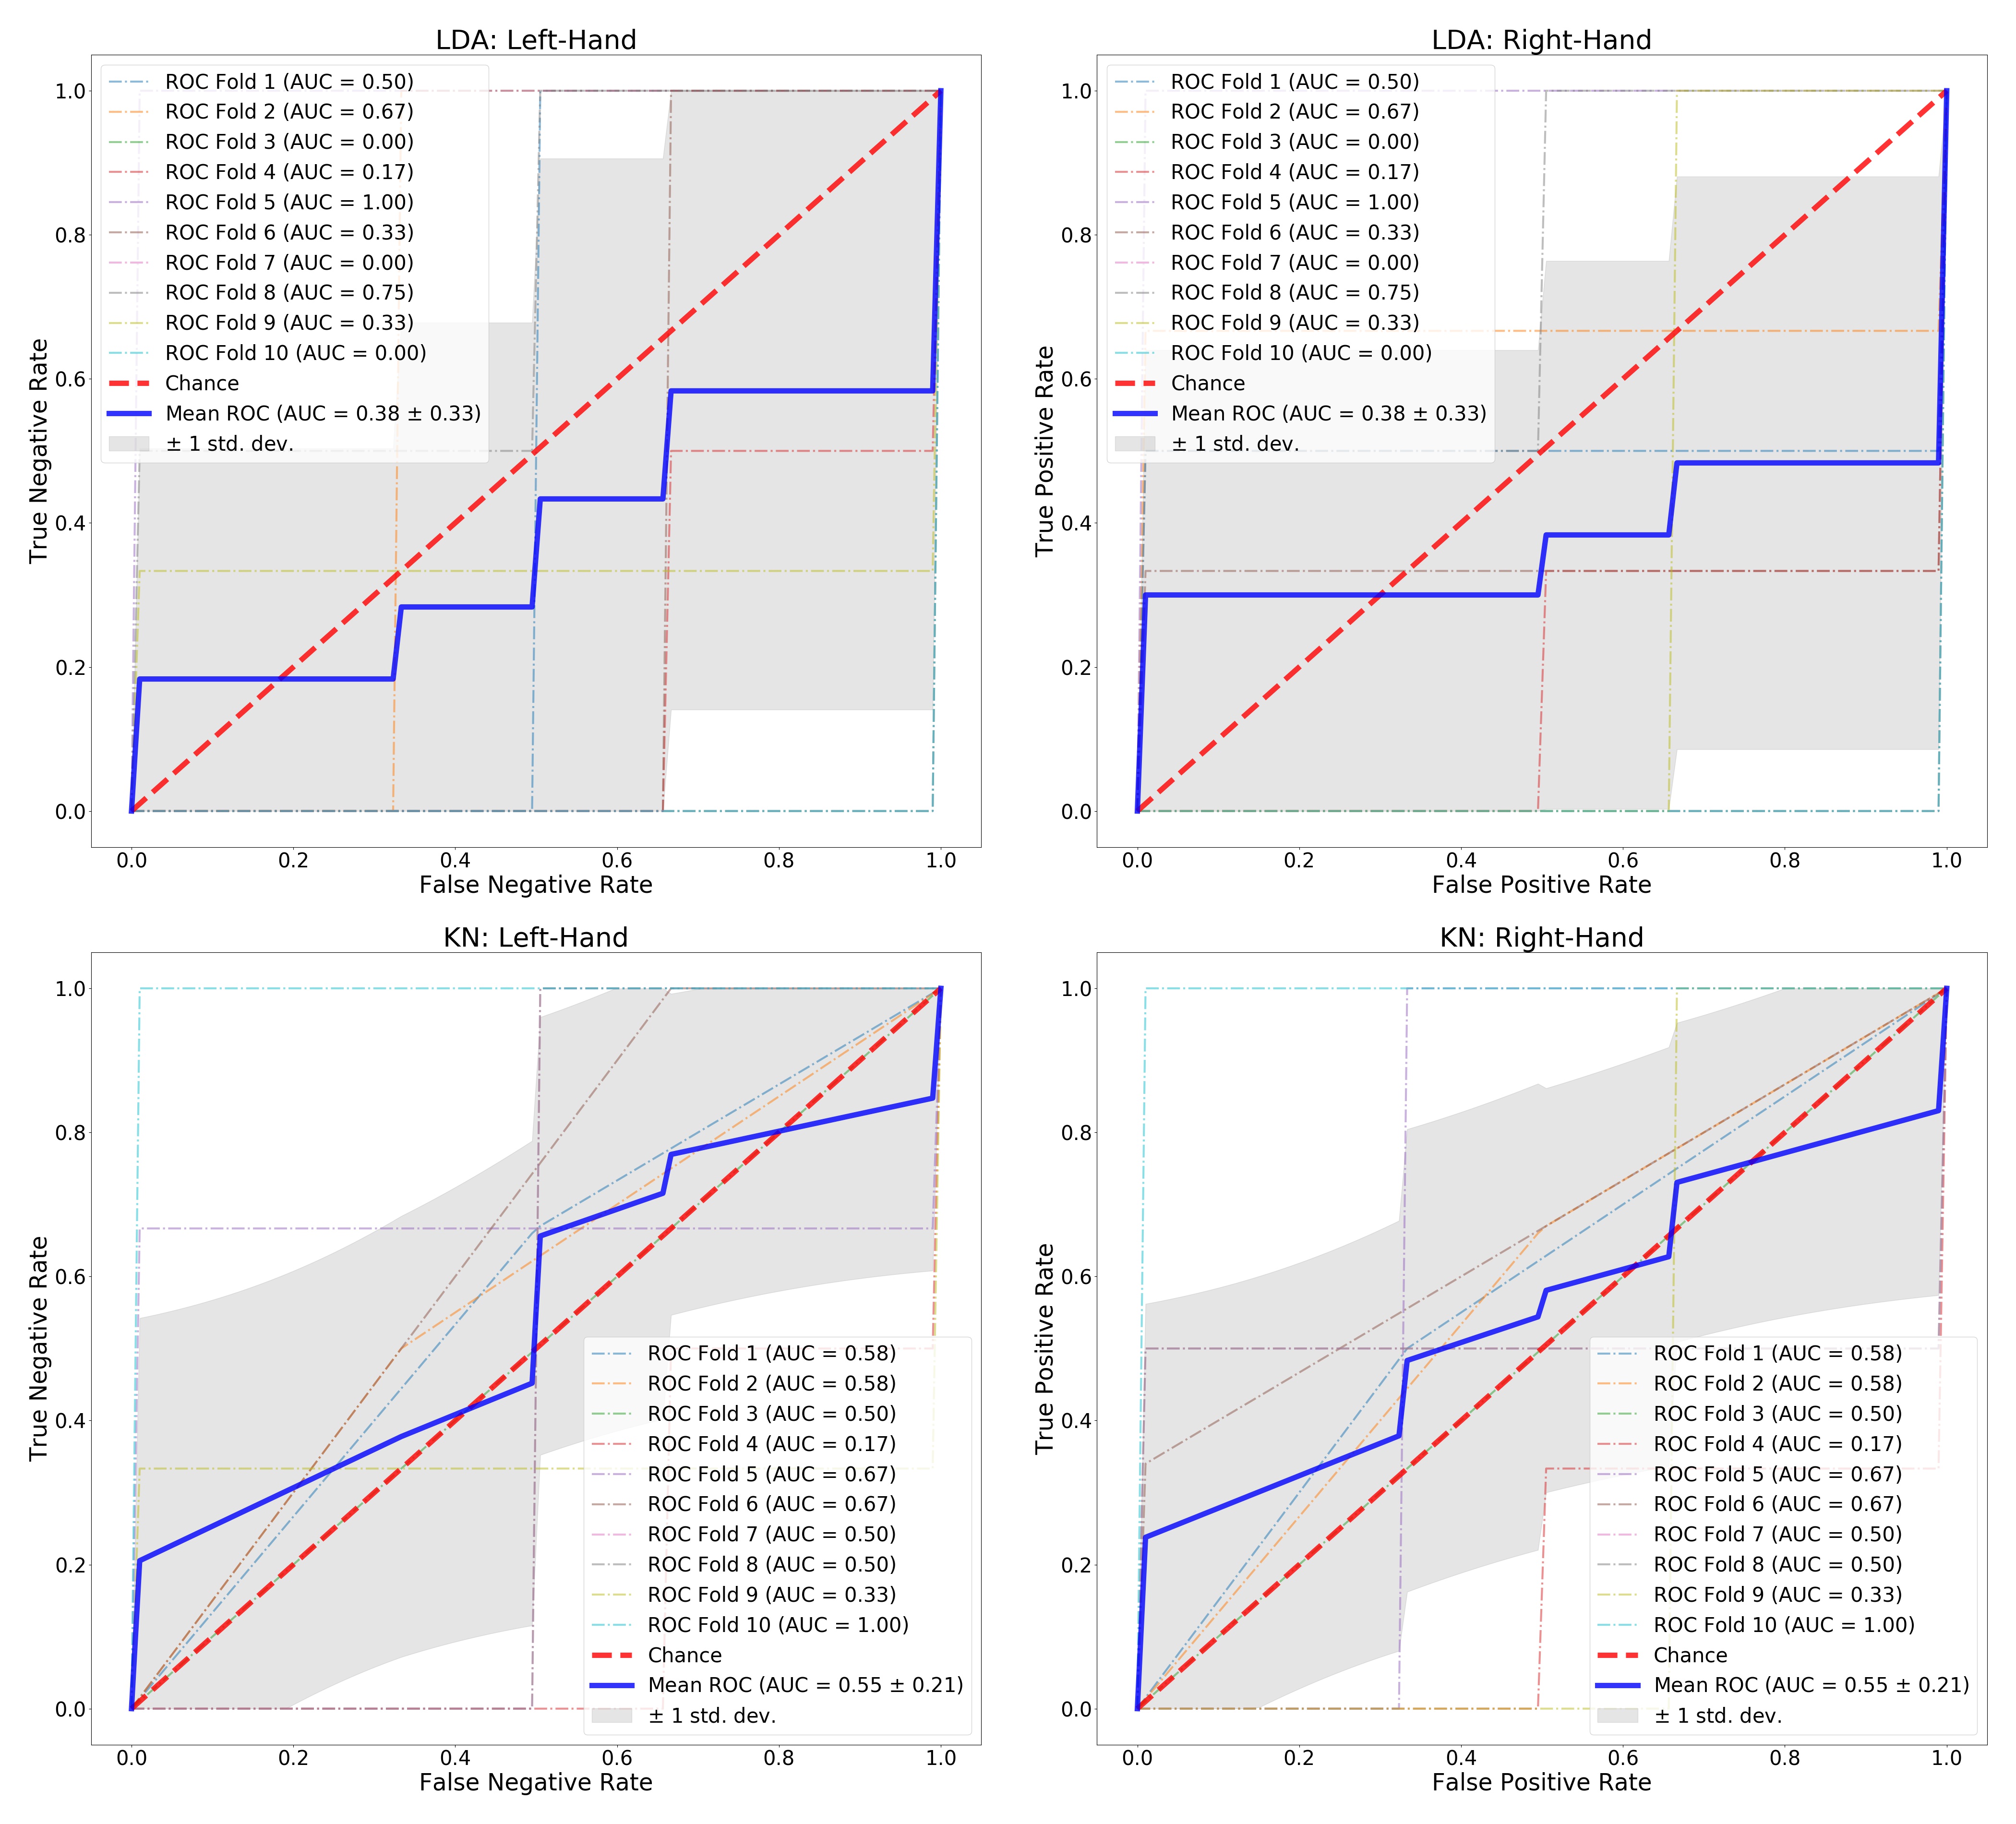 LDA: Left-Hand
True Negative Rate
1.0
0.8
0.6
0.4
0.2
0.0
ROC Fold 1 (AUC = 0.50)
ROC Fold 2 (AUC = 0.67)
ROC Fold 3 (AUC = 0.00)
ROC Fold 4 (AUC = 0.17)
ROC Fold 5 (AUC = 1.00)
ROC Fold 6 (AUC = 0.33)
ROC Fold 7 (AUC = 0.00)
ROC Fold 8 (AUC = 0.75)
ROC Fold 9 (AUC = 0.33)
ROC Fold 10 (AUC = 0.00)
Chance
Mean ROC (AUC = 0.38 ± 0.33)
± 1 std. dev.
0.0 0.2 0.4 0.6 0.8 1.0
False Negative Rate
LDA: Right-Hand
True Positive Rate
1.0
0.8
0.6
0.4
0.2
0.0
ROC Fold 1 (AUC = 0.50)
ROC Fold 2 (AUC = 0.67)
ROC Fold 3 (AUC = 0.00)
ROC Fold 4 (AUC = 0.17)
ROC Fold 5 (AUC = 1.00)
ROC Fold 6 (AUC = 0.33)
ROC Fold 7 (AUC = 0.00)
ROC Fold 8 (AUC = 0.75)
ROC Fold 9 (AUC = 0.33)
ROC Fold 10 (AUC = 0.00)
Chance
Mean ROC (AUC = 0.38 ± 0.33)
± 1 std. dev.
0.0 0.2 0.4 0.6 0.8 1.0
False Positive Rate
KN: Left-Hand
True Negative Rate
1.0
0.8
0.6
0.4
0.2
0.0
ROC Fold 1 (AUC = 0.58)
ROC Fold 2 (AUC = 0.58)
ROC Fold 3 (AUC = 0.50)
ROC Fold 4 (AUC = 0.17)
ROC Fold 5 (AUC = 0.67)
ROC Fold 6 (AUC = 0.67)
ROC Fold 7 (AUC = 0.50)
ROC Fold 8 (AUC = 0.50)
ROC Fold 9 (AUC = 0.33)
ROC Fold 10 (AUC = 1.00)
Chance
Mean ROC (AUC = 0.55 ± 0.21)
± 1 std. dev.
0.0 0.2 0.4 0.6 0.8 1.0
False Negative Rate
KN: Right-Hand
True Positive Rate
1.0
0.8
0.6
0.4
0.2
0.0
ROC Fold 1 (AUC = 0.58)
ROC Fold 2 (AUC = 0.58)
ROC Fold 3 (AUC = 0.50)
ROC Fold 4 (AUC = 0.17)
ROC Fold 5 (AUC = 0.67)
ROC Fold 6 (AUC = 0.67)
ROC Fold 7 (AUC = 0.50)
ROC Fold 8 (AUC = 0.50)
ROC Fold 9 (AUC = 0.33)
ROC Fold 10 (AUC = 1.00)
Chance
Mean ROC (AUC = 0.55 ± 0.21)
± 1 std. dev.
0.0 0.2 0.4 0.6 0.8 1.0
False Positive Rate